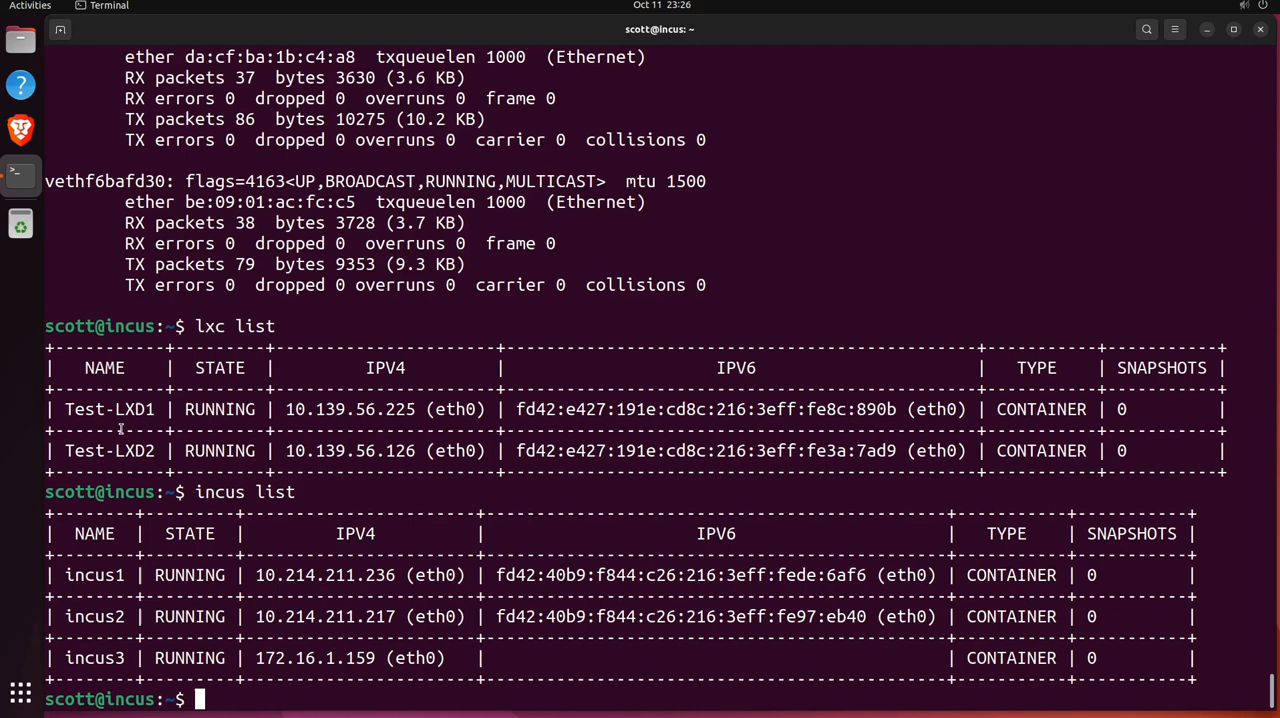 Activities
Terminal
Oct 11 23:26
scott@incus: ~
ether da:cf:ba:1b:c4:a8  txqueuelen 1000  (Ethernet)
RX packets 37  bytes 3630 (3.6 KB)
RX errors 0  dropped 0  overruns 0  frame 0
TX packets 86  bytes 10275 (10.2 KB)
TX errors 0  dropped 0 overruns 0  carrier 0  collisions 0
vethf6bafd30: flags=4163<UP,BROADCAST,RUNNING,MULTICAST>  mtu 1500
ether be:09:01:ac:fc:c5  txqueuelen 1000  (Ethernet)
RX packets 38  bytes 3728 (3.7 KB)
RX errors 0  dropped 0  overruns 0  frame 0
TX packets 79  bytes 9353 (9.3 KB)
TX errors 0  dropped 0 overruns 0  carrier 0  collisions 0
scott@incus:~$ lxc list
| NAME | STATE | IPV4 | IPV6 | TYPE | SNAPSHOTS |
| Test-LXD1 | RUNNING | 10.139.56.225 (eth0) | fd42:e427:191e:cd8c:216:3eff:fe8c:890b (eth0) | CONTAINER | 0 |
| Test-LXD2 | RUNNING | 10.139.56.126 (eth0) | fd42:e427:191e:cd8c:216:3eff:fe3a:7ad9 (eth0) | CONTAINER | 0 |
scott@incus:~$ incus list
| NAME | STATE | IPV4 | IPV6 | TYPE | SNAPSHOTS |
| incus1 | RUNNING | 10.214.211.236 (eth0) | fd42:40b9:f844:c26:216:3eff:fede:6af6 (eth0) | CONTAINER | 0 |
| incus2 | RUNNING | 10.214.211.217 (eth0) | fd42:40b9:f844:c26:216:3eff:fe97:eb40 (eth0) | CONTAINER | 0 |
| incus3 | RUNNING | 172.16.1.159 (eth0) | | CONTAINER | 0 |
scott@incus:~$